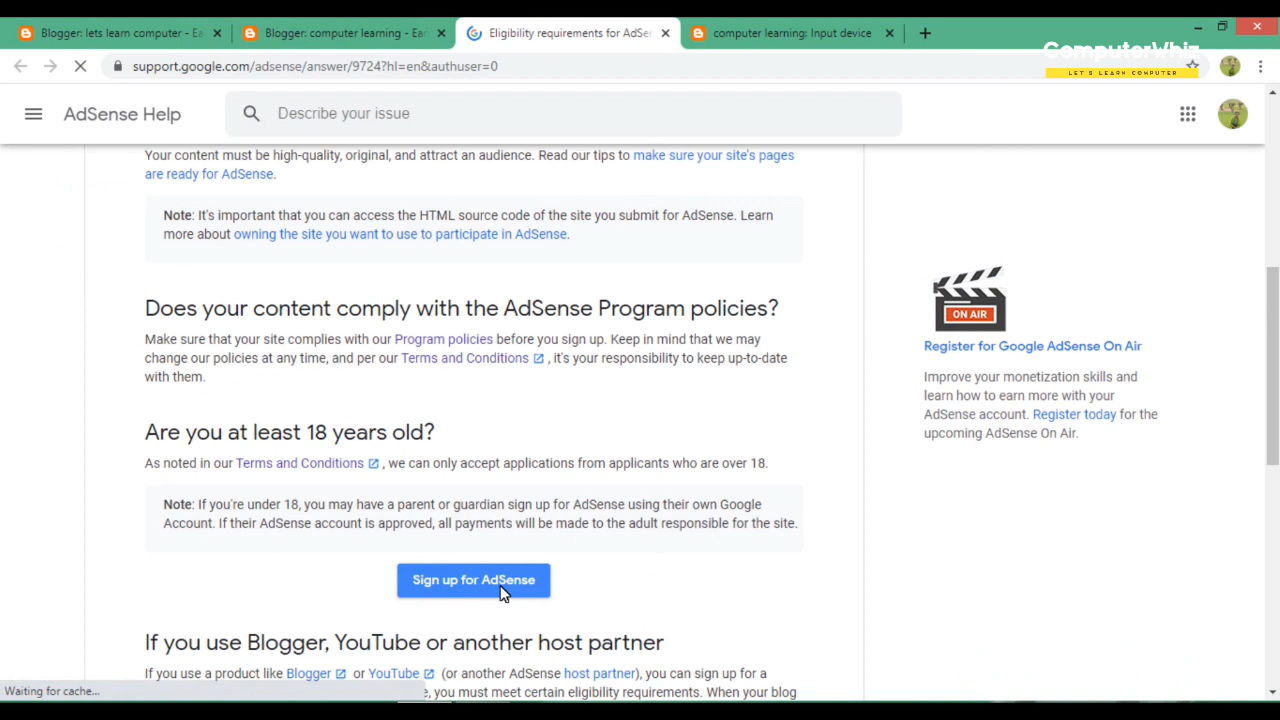 Blogger: lets learn computer - Ea
Blogger: computer learning - Ear
Eligibility requirements for AdSen
computer learning: Input device
ComputerWhiz
LET'S LEARN COMPUTER
support.google.com/adsense/answer/9724?hl=en&authuser=0
AdSense Help
Describe your issue
Your content must be high-quality, original, and attract an audience. Read our tips to make sure your site's pages
are ready for AdSense.
Note: It's important that you can access the HTML source code of the site you submit for AdSense. Learn
more about owning the site you want to use to participate in AdSense.
Does your content comply with the AdSense Program policies?
Make sure that your site complies with our Program policies before you sign up. Keep in mind that we may
change our policies at any time, and per our Terms and Conditions , it's your responsibility to keep up-to-date
with them.
Are you at least 18 years old?
As noted in our Terms and Conditions , we can only accept applications from applicants who are over 18.
Note: If you're under 18, you may have a parent or guardian sign up for AdSense using their own Google
Account. If their AdSense account is approved, all payments will be made to the adult responsible for the site.
Sign up for AdSense
If you use Blogger, YouTube or another host partner
If you use a product like Blogger or YouTube (or another AdSense host partner), you can sign up for a
e, you must meet certain eligibility requirements. When your blog
ON AIR
Register for Google AdSense On Air
Improve your monetization skills and
learn how to earn more with your
AdSense account. Register today for the
upcoming AdSense On Air.
Waiting for cache...